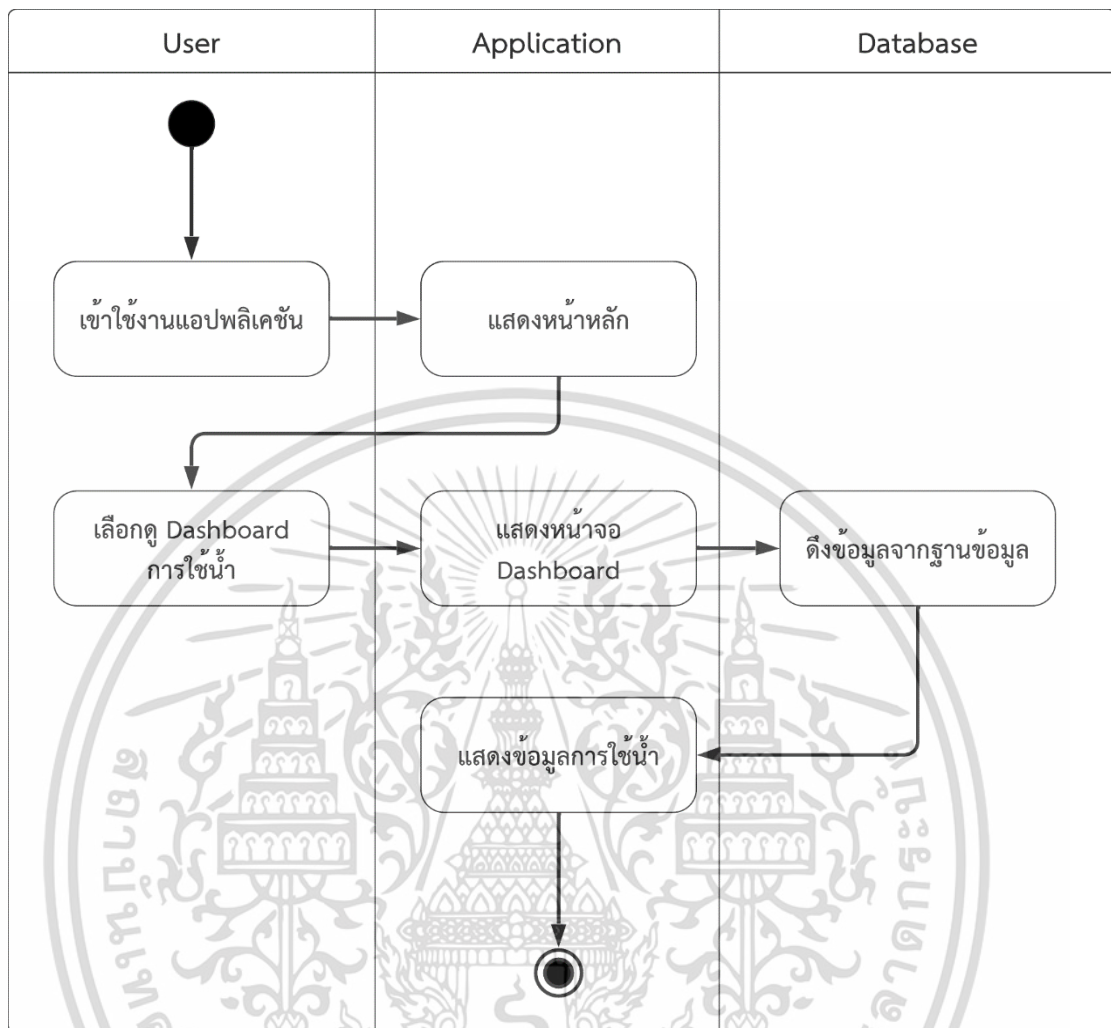 User
Application
Database
เข้าใช้งานแอปพลิเคชัน
แสดงหน้าหลัก
เลือกดู Dashboard
การใช้น้ำ
แสดงหน้าจอ
Dashboard
ดึงข้อมูลจากฐานข้อมูล
แสดงข้อมูลการใช้น้ำ